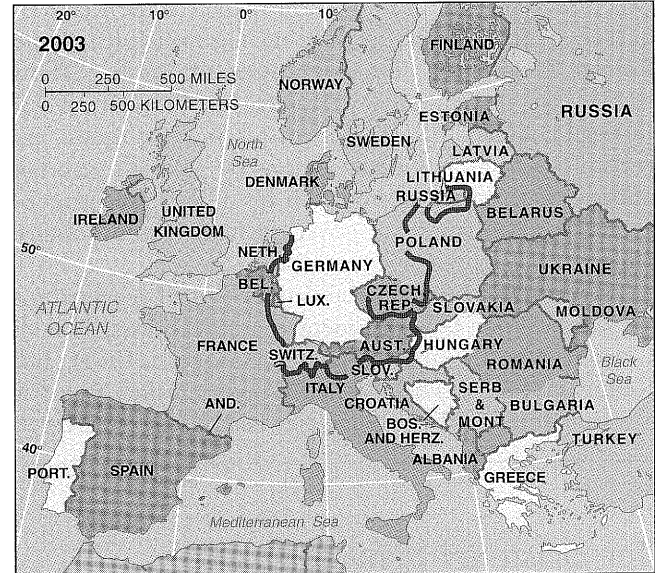 20°
10°
0°
10°
2003
0 250 500 MILES
0 250 500 KILOMETERS
FINLAND
NORWAY
RUSSIA
ESTONIA
SWEDEN
North
Sea
LATVIA
DENMARK
LITHUANIA
RUSSIA
IRELAND
UNITED
KINGDOM
BELARUS
POLAND
50°
NETH.
GERMANY
UKRAINE
BEL.
CZECH
REP.
LUX.
SLOVAKIA
MOLDOVA
ATLANTIC
OCEAN
FRANCE
SWITZ.
AUST.
HUNGARY
ROMANIA
Black
Sea
SLOV.
ITALY
CROATIA
SERB
&
MONT
AND.
BOS.
AND HERZ.
BULGARIA
40°
TURKEY
PORT.
SPAIN
ALBANIA
GREECE
Mediterranean Sea